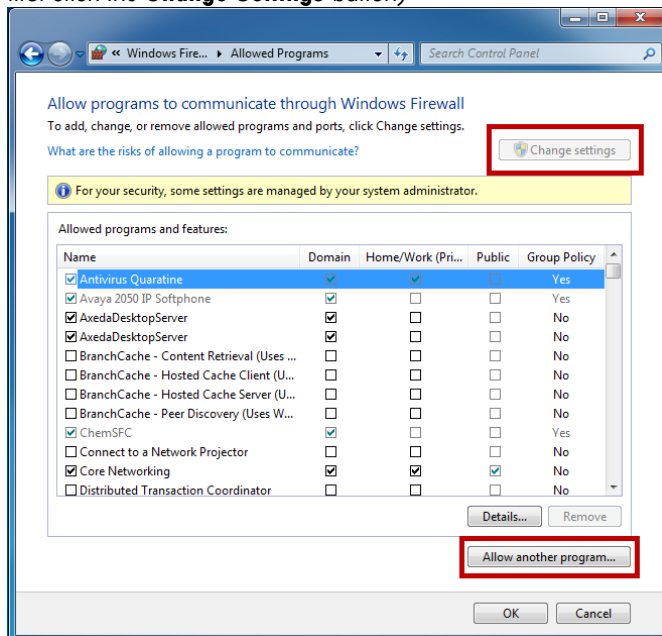 first click the Change Settings button)
« Windows Fire... ▸ Allowed Programs Search Control Panel
Allow programs to communicate through Windows Firewall
To add, change, or remove allowed programs and ports, click Change settings.
What are the risks of allowing a program to communicate?
Change settings
For your security, some settings are managed by your system administrator.
Allowed programs and features:
Name Domain Home/Work (Pri... Public Group Policy
Antivirus Quaratine Yes
Avaya 2050 IP Softphone Yes
AxedaDesktopServer No
AxedaDesktopServer No
BranchCache - Content Retrieval (Uses ... No
BranchCache - Hosted Cache Client (U... No
BranchCache - Hosted Cache Server (U... No
BranchCache - Peer Discovery (Uses W... No
ChemSFC Yes
Connect to a Network Projector No
Core Networking No
Distributed Transaction Coordinator No
Details... Remove
Allow another program...
OK Cancel